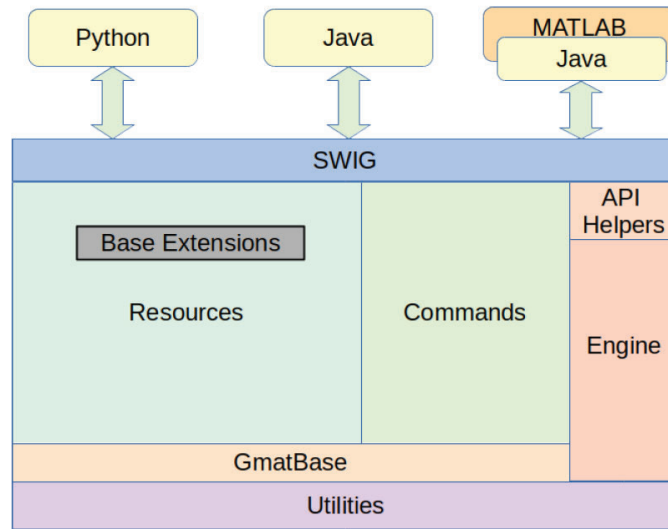 Python
Java
MATLAB
Java
SWIG
API
Helpers
Base Extensions
Resources
Commands
Engine
GmatBase
Utilities